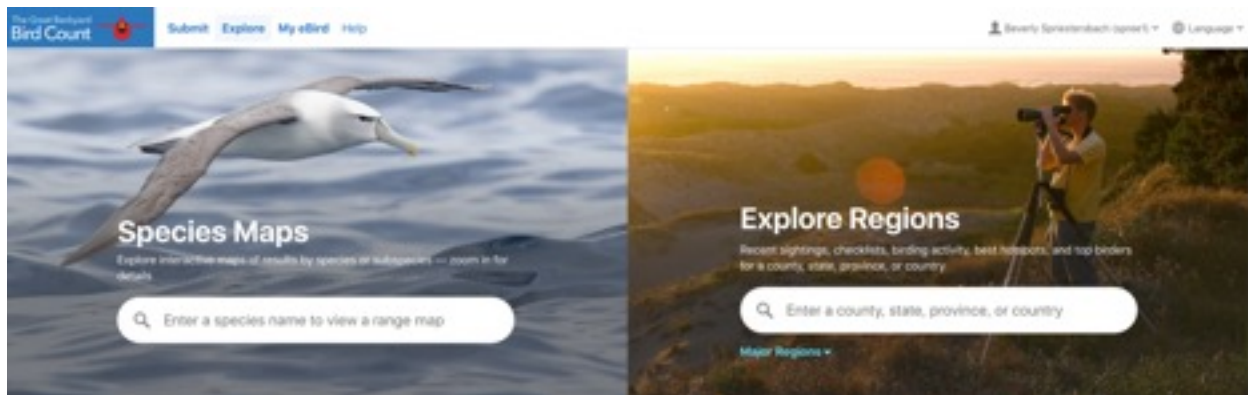 The Great Backyard
Bird Count
Submit Explore My eBird Help
Beverly (spreer1) Language
Species Maps
Explore interactive maps of results by species or subspecies — zoom in for
details
Enter a species name to view a range map
Explore Regions
Recent sightings, checklists, birding activity, best hotspots, and top birders
for a county, state, province, or country
Enter a county, state, province, or country
Major Regions